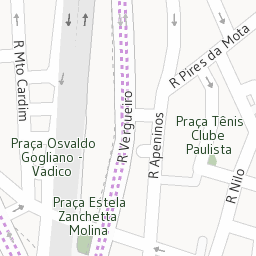 R Mto Cardim
R Vergueiro
R Apeninos
R Pires da Mota
Praça Tênis
Clube
Paulista
Praça Osvaldo
Gogliano -
Vadico
R Nilo
Praça Estela
Zanchetta
Molina